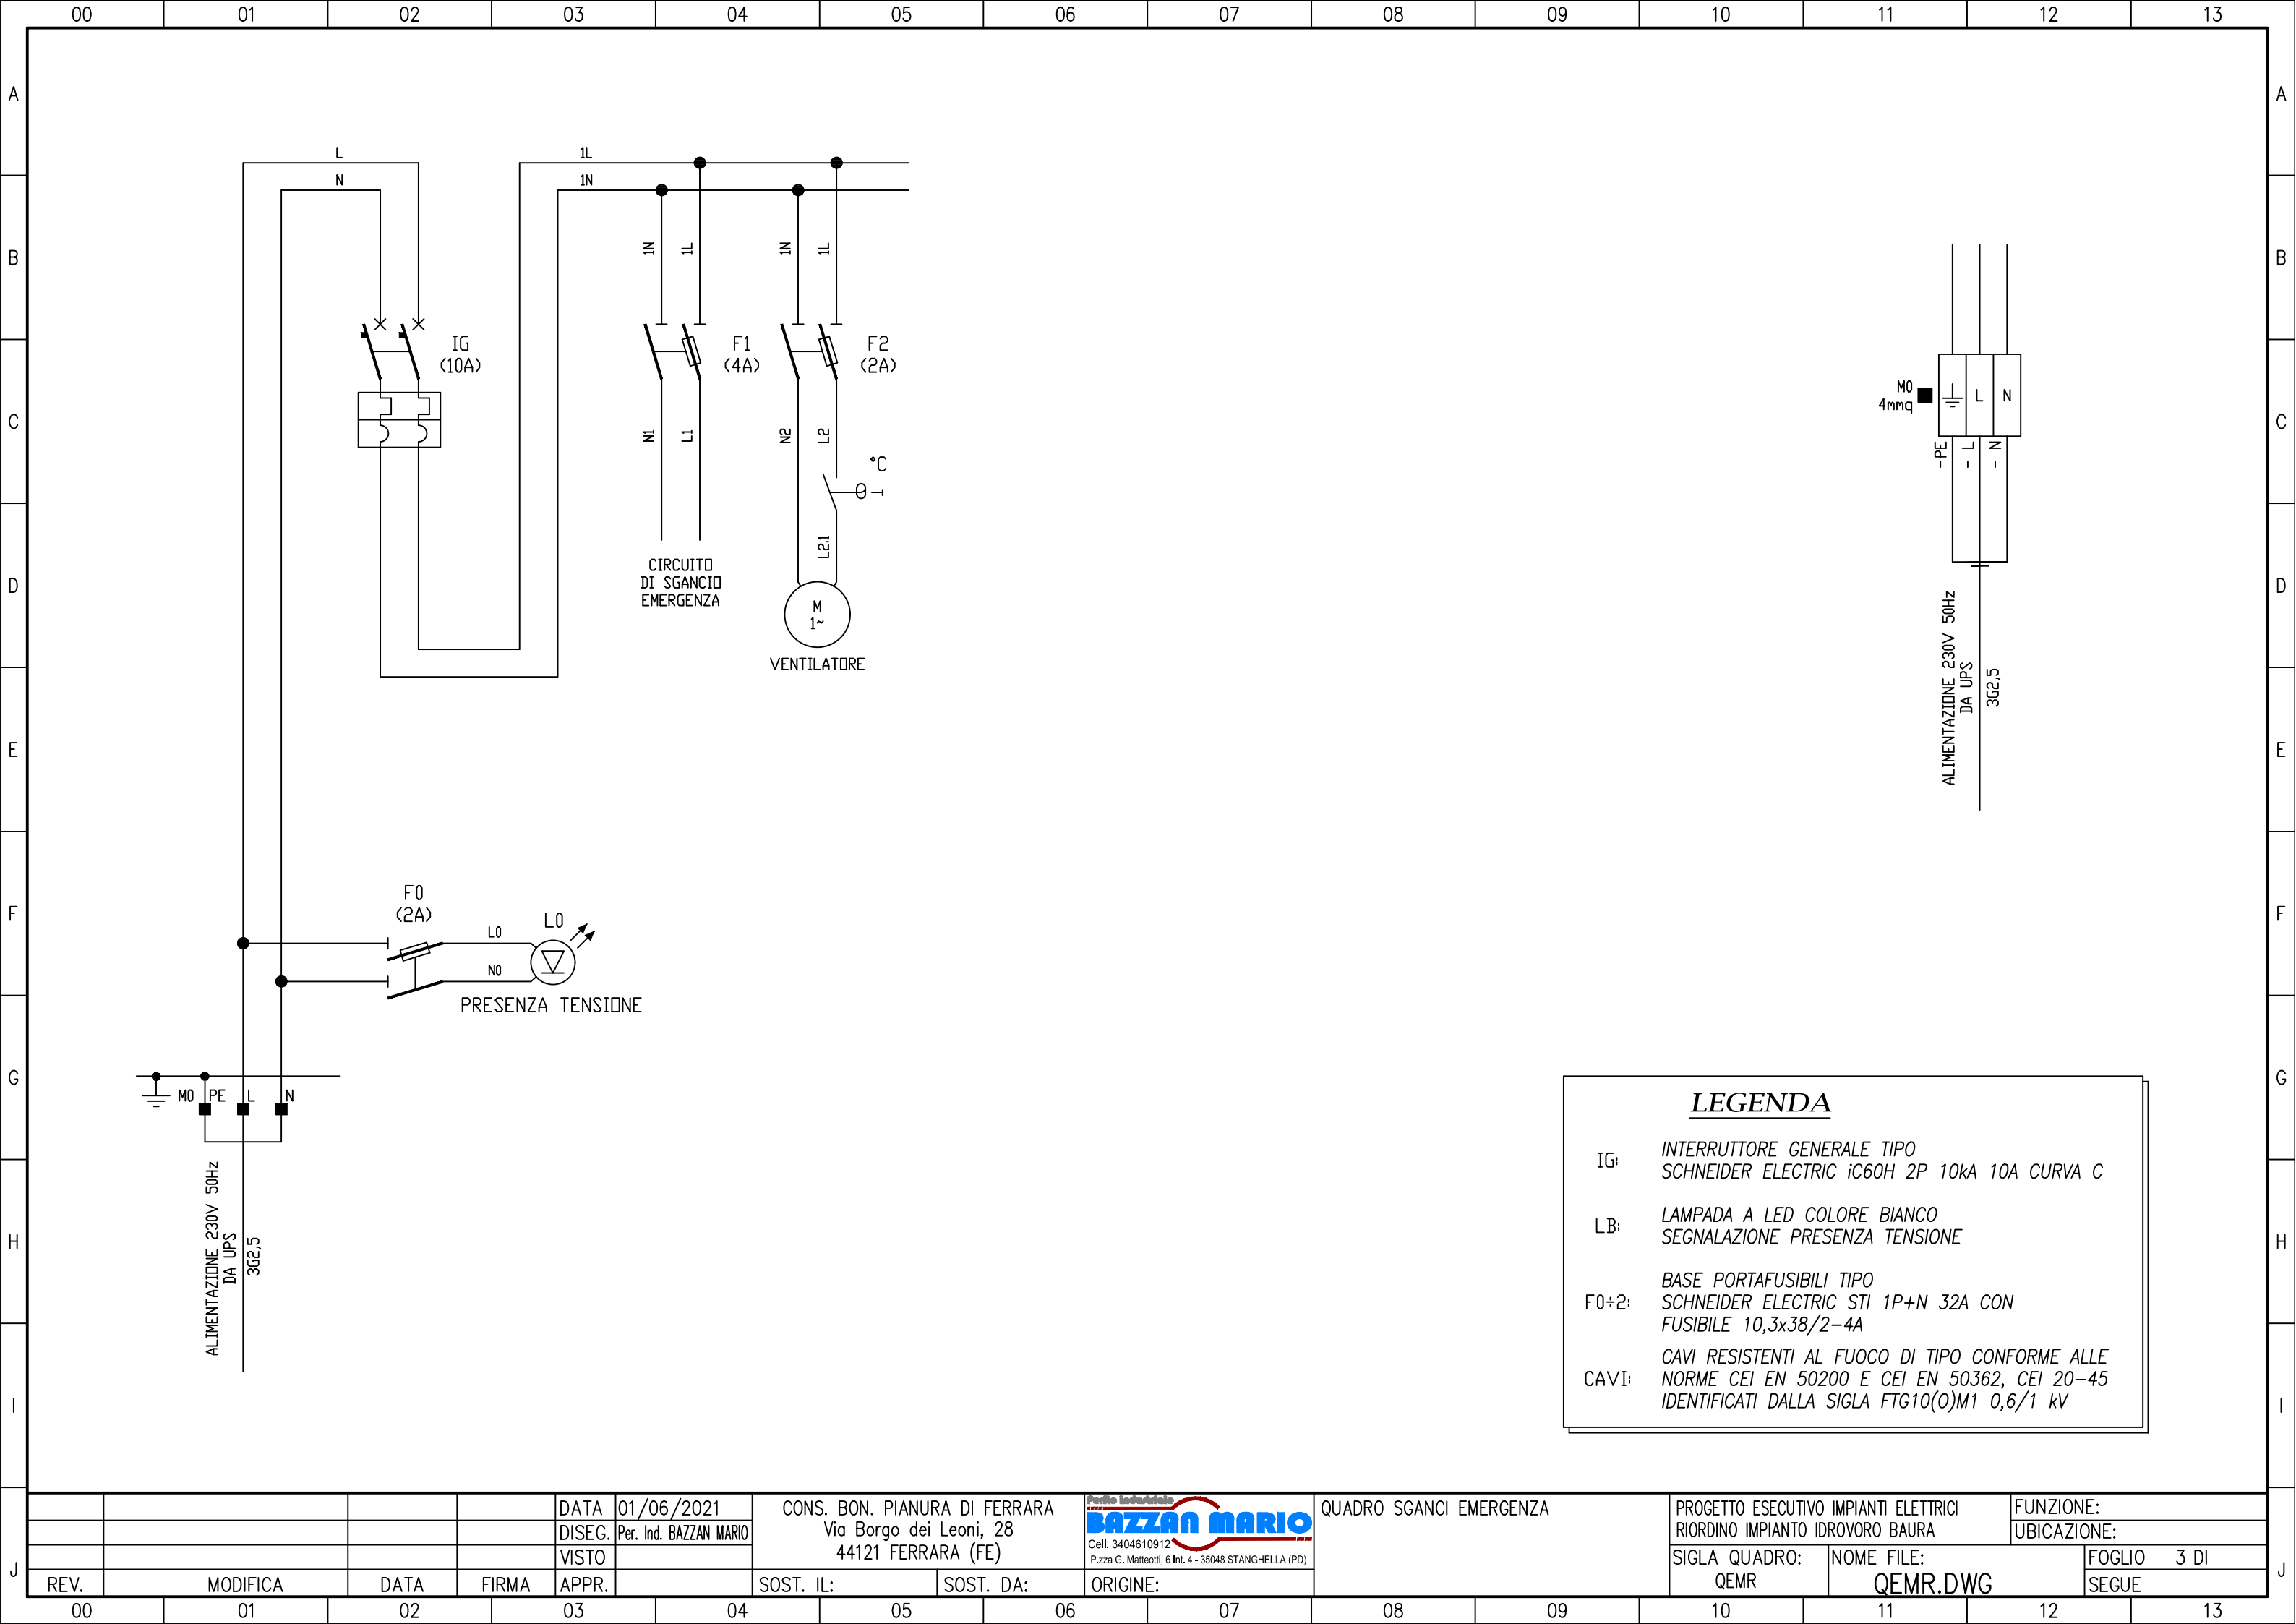 00 01 02 03 04 05 06 07 08 09 10 11 12 13
A A
B B
C C
D D
E E
F F
G G
H H
I I
J J
L
N
1L
1N
1N 1L 1N 1L
IG
(10A)
F1
(4A)
F2
(2A)
N1 L1 N2 L2
°C
L2.1
CIRCUITO
DI SGANCIO
EMERGENZA
M
1~
VENTILATORE
F0
(2A)
L0
L0
N0
PRESENZA TENSIONE
M0 PE L N
ALIMENTAZIONE 230V 50Hz
DA UPS
3G2,5
M0
4mmq
L N
-PE - L - N
ALIMENTAZIONE 230V 50Hz
DA UPS
3G2,5
LEGENDA
IG: INTERRUTTORE GENERALE TIPO
SCHNEIDER ELECTRIC iC60H 2P 10kA 10A CURVA C
LB: LAMPADA A LED COLORE BIANCO
SEGNALAZIONE PRESENZA TENSIONE
F0÷2: BASE PORTAFUSIBILI TIPO
SCHNEIDER ELECTRIC STI 1P+N 32A CON
FUSIBILE 10,3x38/2-4A
CAVI: CAVI RESISTENTI AL FUOCO DI TIPO CONFORME ALLE
NORME CEI EN 50200 E CEI EN 50362, CEI 20-45
IDENTIFICATI DALLA SIGLA FTG10(O)M1 0,6/1 kV
REV. MODIFICA DATA FIRMA
DATA 01/06/2021
DISEG. Per. Ind. BAZZAN MARIO
VISTO
APPR.
CONS. BON. PIANURA DI FERRARA
Via Borgo dei Leoni, 28
44121 FERRARA (FE)
SOST. IL: SOST. DA:
Perito Industriale
BAZZAN MARIO
Cell. 3404610912
P.zza G. Matteotti, 6 Int. 4 - 35048 STANGHELLA (PD)
ORIGINE:
QUADRO SGANCI EMERGENZA
PROGETTO ESECUTIVO IMPIANTI ELETTRICI
RIORDINO IMPIANTO IDROVORO BAURA
SIGLA QUADRO:
QEMR
NOME FILE:
QEMR.DWG
FUNZIONE:
UBICAZIONE:
FOGLIO 3 DI
SEGUE
00 01 02 03 04 05 06 07 08 09 10 11 12 13